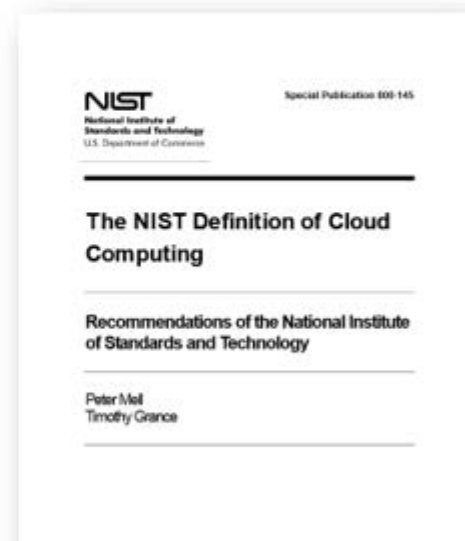 NIST
Special Publication 800-145
National Institute of
Standards and Technology
U.S. Department of Commerce
The NIST Definition of Cloud
Computing
Recommendations of the National Institute
of Standards and Technology
Peter Mell
Timothy Grance